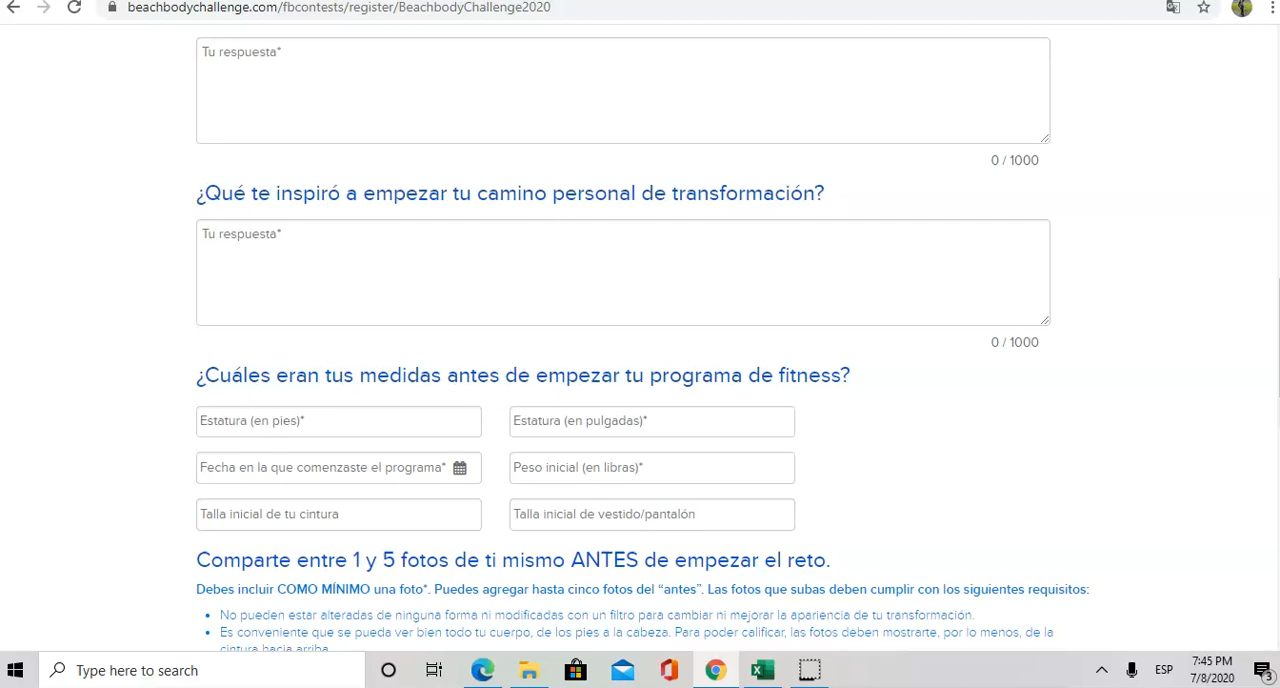 beachbodychallenge.com/fbcontests/register/BeachbodyChallenge2020
Tu respuesta*
0 / 1000
¿Qué te inspiró a empezar tu camino personal de transformación?
Tu respuesta*
0 / 1000
¿Cuáles eran tus medidas antes de empezar tu programa de fitness?
Estatura (en pies)* Estatura (en pulgadas)*
Fecha en la que comenzaste el programa* Peso inicial (en libras)*
Talla inicial de tu cintura Talla inicial de vestido/pantalón
Comparte entre 1 y 5 fotos de ti mismo ANTES de empezar el reto.
Debes incluir COMO MÍNIMO una foto*. Puedes agregar hasta cinco fotos del “antes”. Las fotos que subas deben cumplir con los siguientes requisitos:
• No pueden estar alteradas de ninguna forma ni modificadas con un filtro para cambiar ni mejorar la apariencia de tu transformación.
• Es conveniente que se pueda ver bien todo tu cuerpo, de los pies a la cabeza. Para poder calificar, las fotos deben mostrarte, por lo menos, de la
cintura hacia arriba.
Type here to search
ESP
7:45 PM
7/8/2020
3